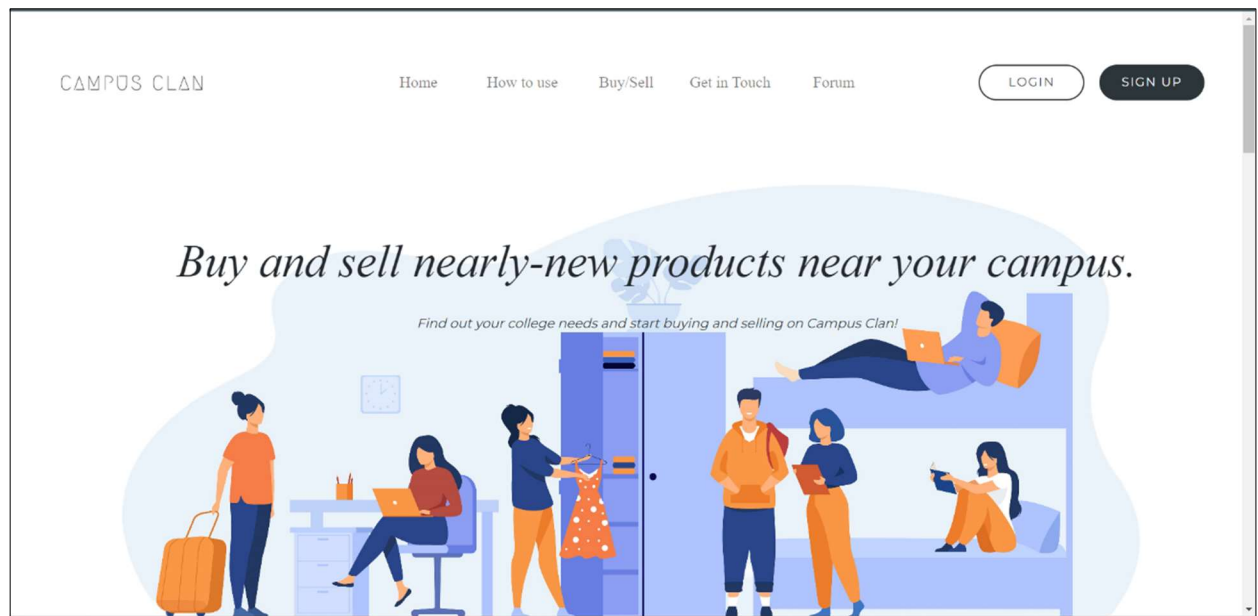 CAMPUS CLAN
Home How to use Buy/Sell Get in Touch Forum
LOGIN SIGN UP
Buy and sell nearly-new products near your campus.
Find out your college needs and start buying and selling on Campus Clan!